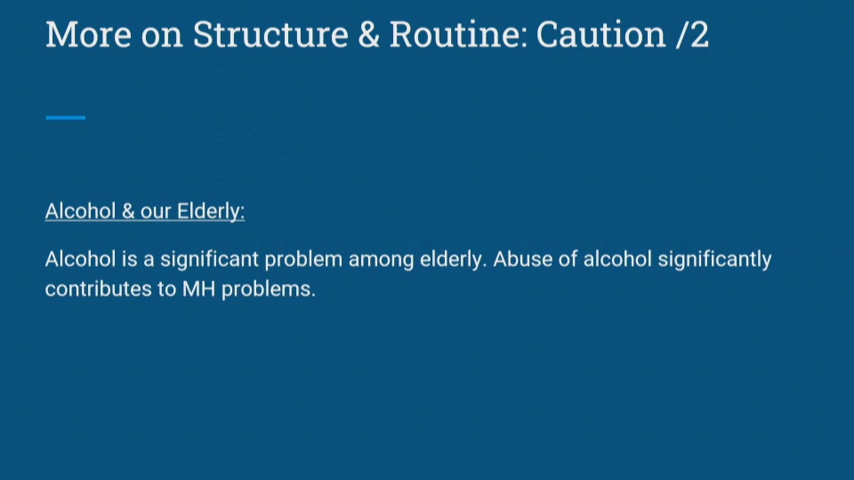 More on Structure & Routine: Caution /2
Alcohol & our Elderly:
Alcohol is a significant problem among elderly. Abuse of alcohol significantly
contributes to MH problems.